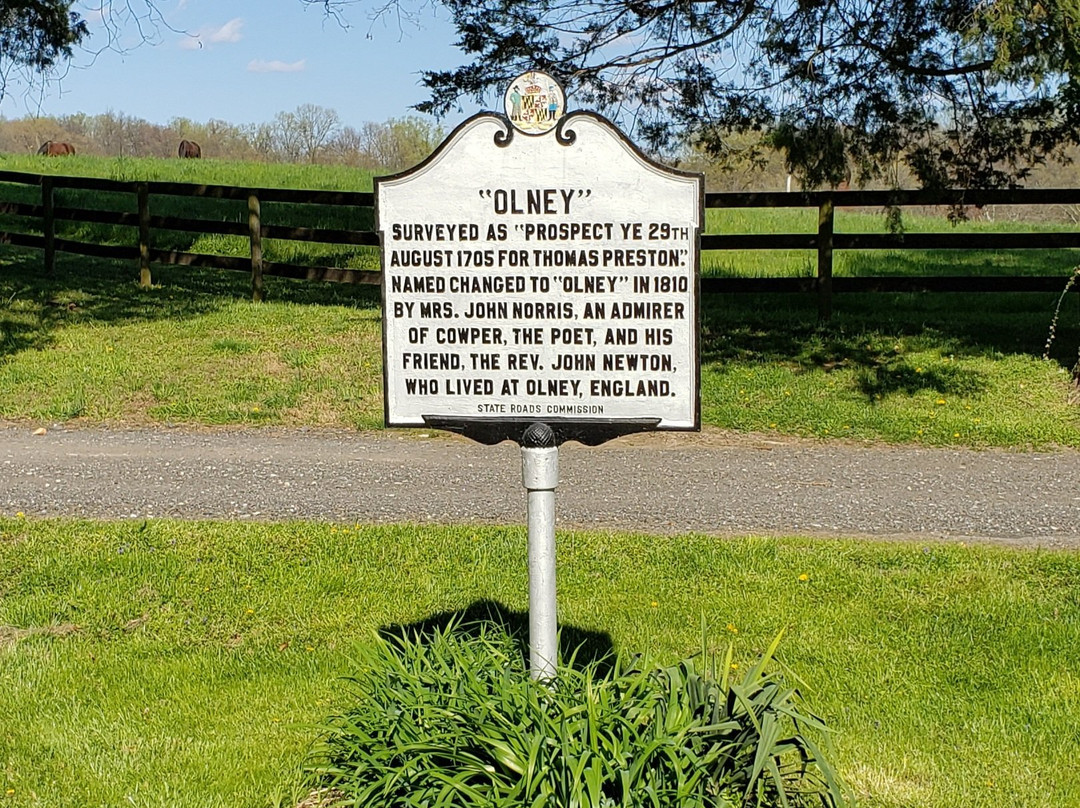 "OLNEY"
SURVEYED AS "PROSPECT YE 29TH
AUGUST 1705 FOR THOMAS PRESTON."
NAMED CHANGED TO "OLNEY" IN 1810
BY MRS. JOHN NORRIS, AN ADMIRER
OF COWPER, THE POET, AND HIS
FRIEND, THE REV. JOHN NEWTON,
WHO LIVED AT OLNEY, ENGLAND.
STATE ROADS COMMISSION